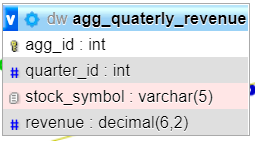 v dw agg_quaterly_revenue
agg_id : int
# quarter_id : int
stock_symbol : varchar(5)
# revenue : decimal(6,2)